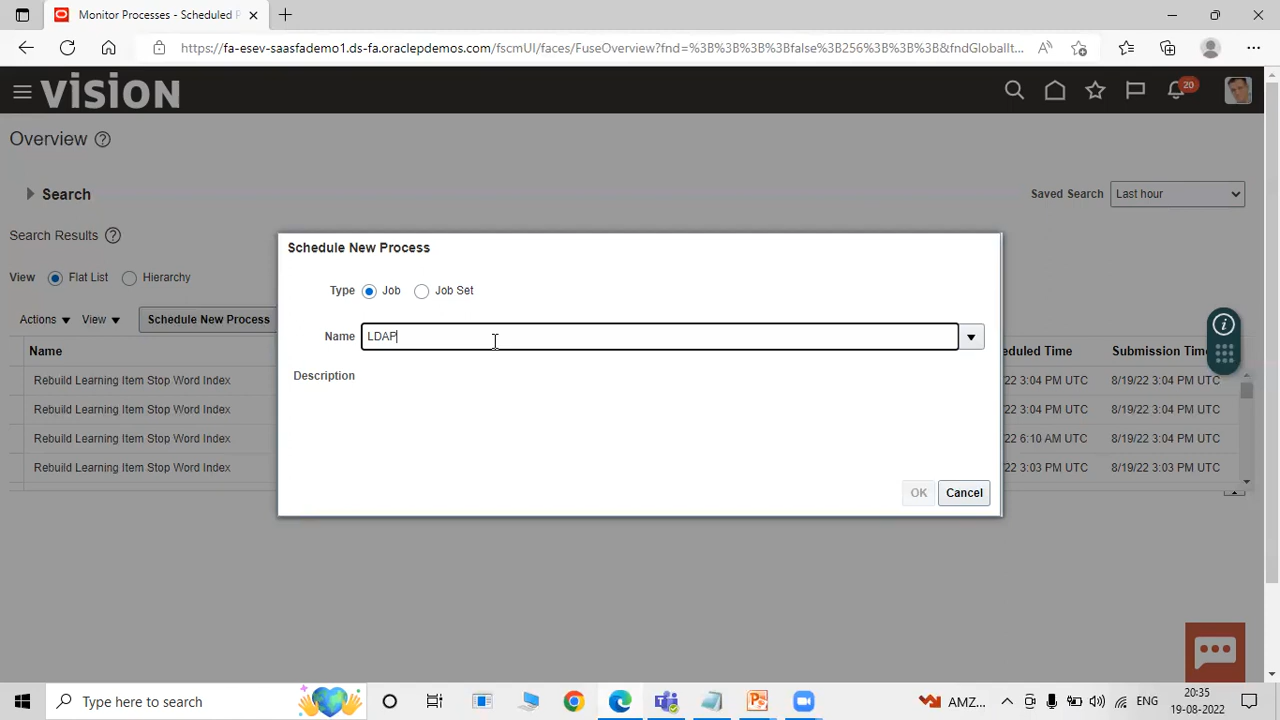 Monitor Processes - Scheduled P
https://fa-esev-saasfademo1.ds-fa.oraclepdemos.com/fscmUI/faces/FuseOverview?fnd=%3B%3B%3B%3Bfalse%3B256%3B%3B%3B&fndGlobalIt...
VISION
20
Overview
Search
Saved Search Last hour
Search Results
View Flat List Hierarchy
Actions View Schedule New Process
Name
eduled Time Submission Time
Rebuild Learning Item Stop Word Index
/22 3:04 PM UTC 8/19/22 3:04 PM UTC
Rebuild Learning Item Stop Word Index
/22 3:04 PM UTC 8/19/22 3:04 PM UTC
Rebuild Learning Item Stop Word Index
/22 6:10 AM UTC 8/19/22 3:04 PM UTC
Rebuild Learning Item Stop Word Index
/22 3:03 PM UTC 8/19/22 3:03 PM UTC
Schedule New Process
Type Job Job Set
Name LDAP
Description
OK Cancel
Type here to search
AMZ...
ENG
20:35
19-08-2022